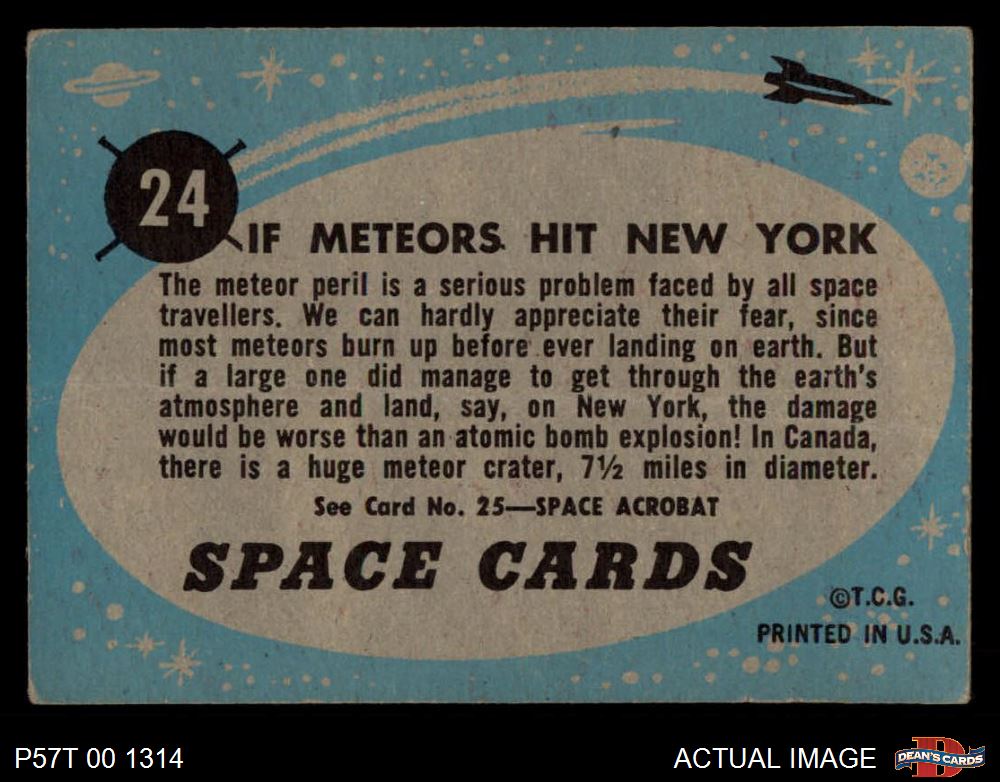 24
IF METEORS HIT NEW YORK
The meteor peril is a serious problem faced by all space
travellers. We can hardly appreciate their fear, since
most meteors burn up before ever landing on earth. But
if a large one did manage to get through the earth's
atmosphere and land, say, on New York, the damage
would be worse than an atomic bomb explosion! In Canada,
there is a huge meteor crater, 7½ miles in diameter.
See Card No. 25—SPACE ACROBAT
SPACE CARDS
©T.C.G.
PRINTED IN U.S.A.
P57T 00 1314
ACTUAL IMAGE
D
DEAN'S CARDS